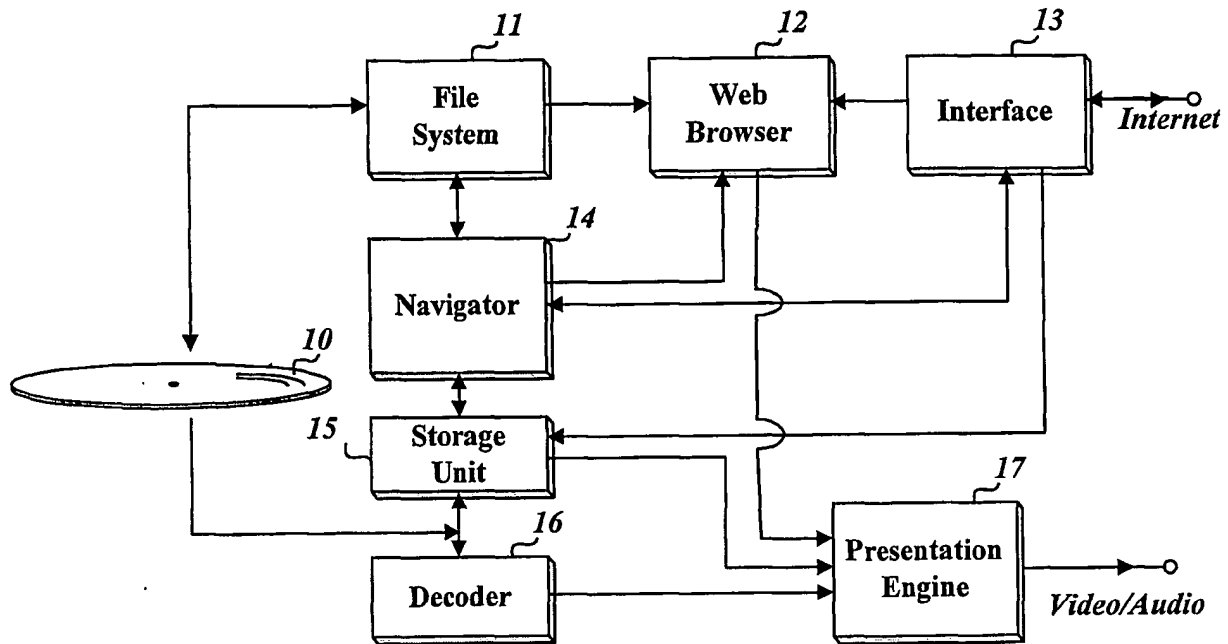 11
12
13
File
System
Web
Browser
Interface
Internet
14
Navigator
10
15
Storage
Unit
16
Decoder
17
Presentation
Engine
Video/Audio